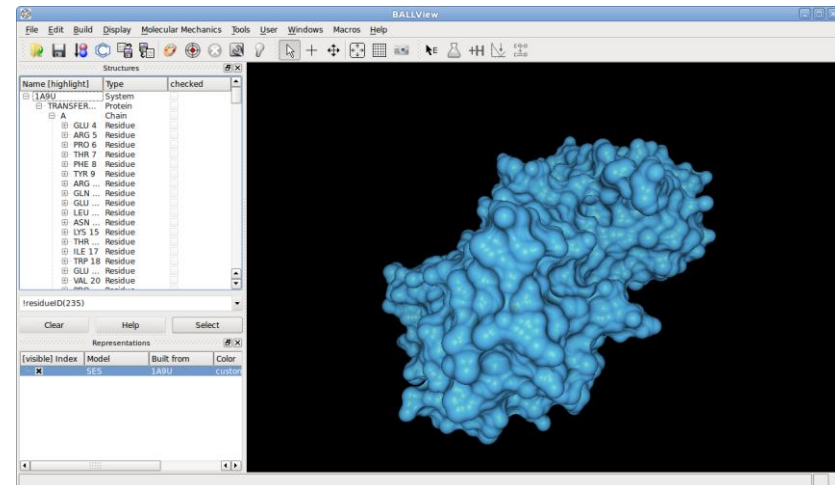 BALLView
File Edit Build Display Molecular Mechanics Tools User Windows Macros Help
Structures
Name [highlight] Type checked
1A9U System
TRANSFER... Protein
A Chain
GLU 4 Residue
ARG 5 Residue
PRO 6 Residue
THR 7 Residue
PHE 8 Residue
TYR 9 Residue
ARG ... Residue
GLN ... Residue
GLU ... Residue
LEU ... Residue
ASN ... Residue
LYS 15 Residue
THR ... Residue
ILE 17 Residue
TRP 18 Residue
GLU ... Residue
VAL 20 Residue
!residueID(235)
Clear Help Select
Representations
[visible] Index Model Built from Color
SES 1A9U custom